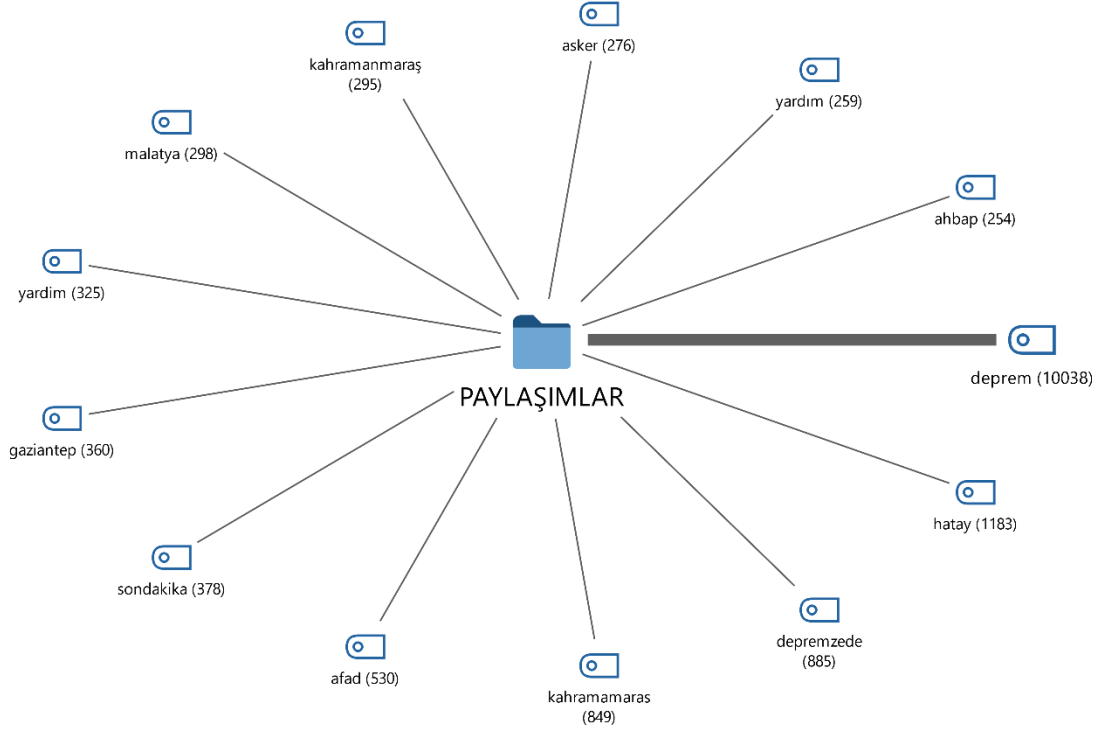 asker (276)
kahramanmaraş
(295)
yardım (259)
malatya (298)
ahbap (254)
yardim (325)
PAYLAŞIMLAR
deprem (10038)
gaziantep (360)
hatay (1183)
sondakika (378)
depremzede
(885)
afad (530)
kahramamaras
(849)